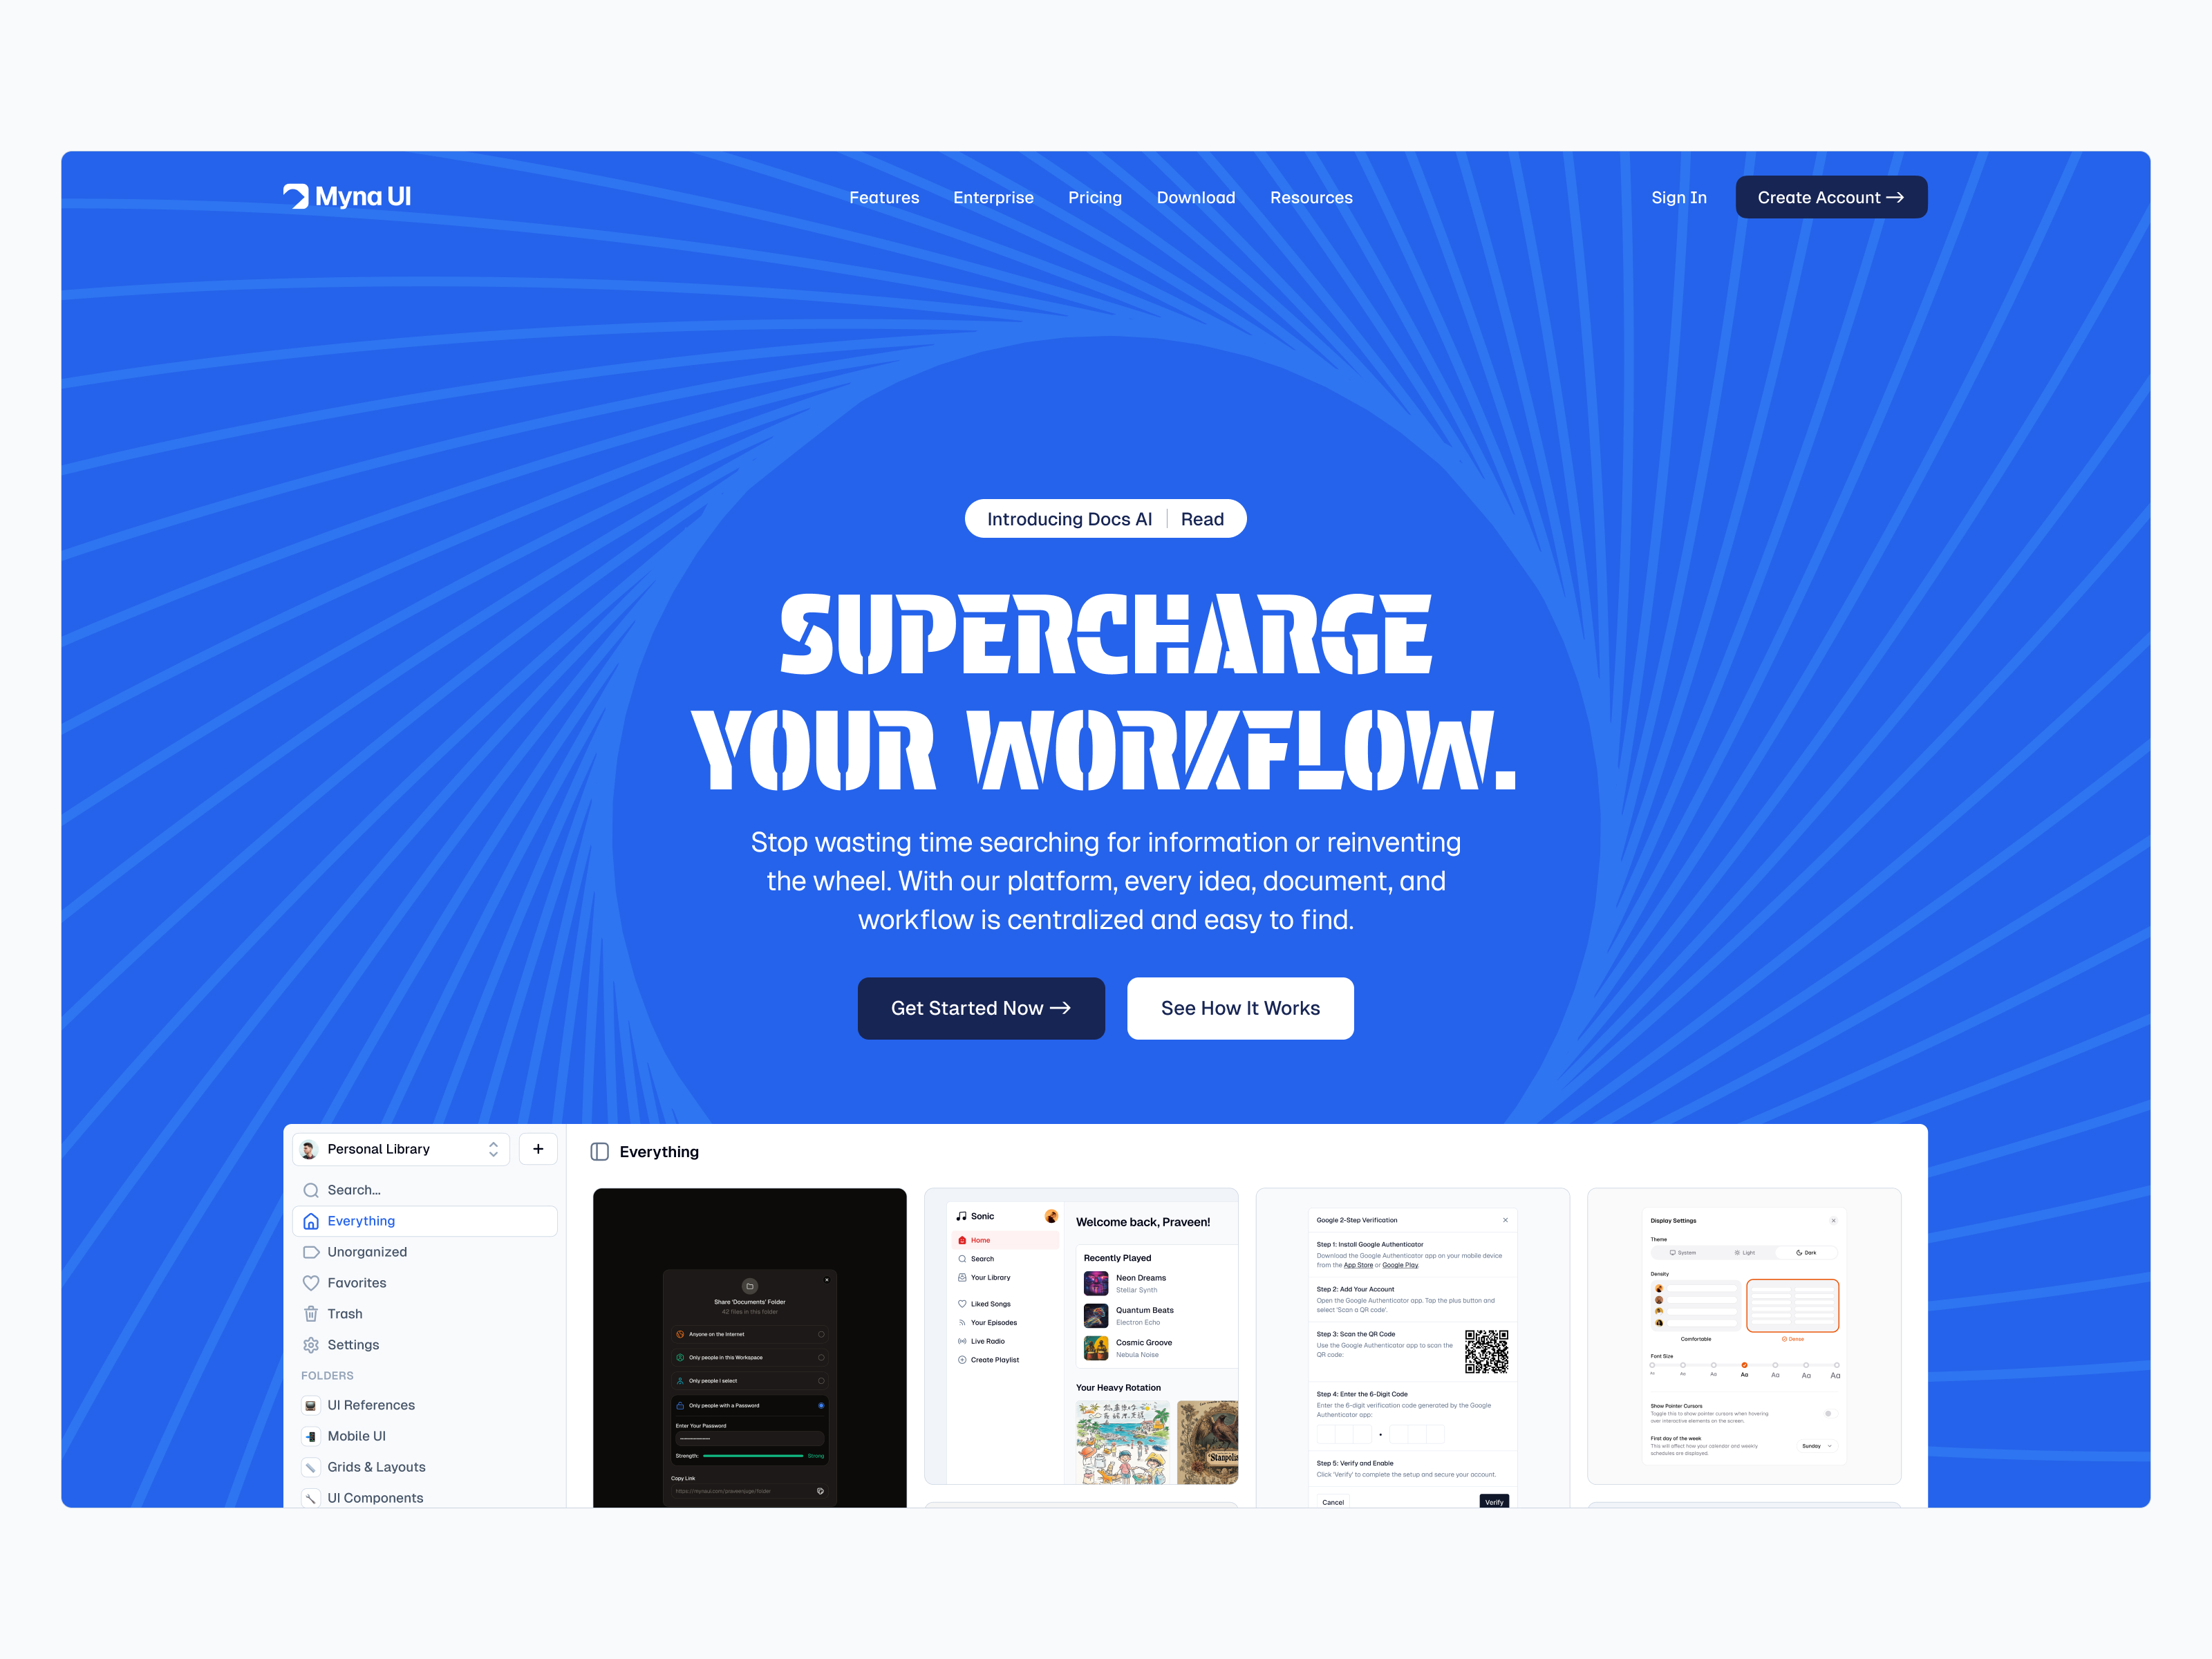 Myna UI
Features
Enterprise
Pricing
Download
Resources
Sign In
Create Account →
Introducing Docs AI | Read
SUPERCHARGE
YOUR WORKFLOW.
Stop wasting time searching for information or reinventing
the wheel. With our platform, every idea, document, and
workflow is centralized and easy to find.
Get Started Now →
See How It Works
Personal Library
+
Search...
Everything
Unorganized
Favorites
Trash
Settings
FOLDERS
UI References
Mobile UI
Grids & Layouts
UI Components
Everything
Share 'Documents' Folder
42 files in this folder
Anyone on the Internet
Only people in this Workspace
Only people I select
Only people with a Password
Enter Your Password
Strength:
Strong
Copy Link
https://mynaui.com/praveenjuge/folder
Sonic
Home
Search
Your Library
Liked Songs
Your Episodes
Live Radio
Create Playlist
Welcome back, Praveen!
Recently Played
Neon Dreams
Stellar Synth
Quantum Beats
Electron Echo
Cosmic Groove
Nebula Noise
Your Heavy Rotation
Google 2-Step Verification
Step 1: Install Google Authenticator
Download the Google Authenticator app on your mobile device
from the App Store or Google Play.
Step 2: Add Your Account
Open the Google Authenticator app. Tap the plus button and
select 'Scan a QR code'.
Step 3: Scan the QR Code
Use the Google Authenticator app to scan the
QR code:
Step 4: Enter the 6-Digit Code
Enter the 6-digit verification code generated by the Google
Authenticator app:
Step 5: Verify and Enable
Click 'Verify' to complete the setup and secure your account.
Cancel
Verify
Display Settings
Theme
System
Light
Dark
Density
Comfortable
Dense
Font Size
Aa Aa Aa Aa Aa Aa Aa
Show Pointer Cursors
Toggle this to show pointer cursors when hovering
over interactive elements on the screen.
First day of the week
This will affect how your calendar and weekly
schedules are displayed.
Sunday